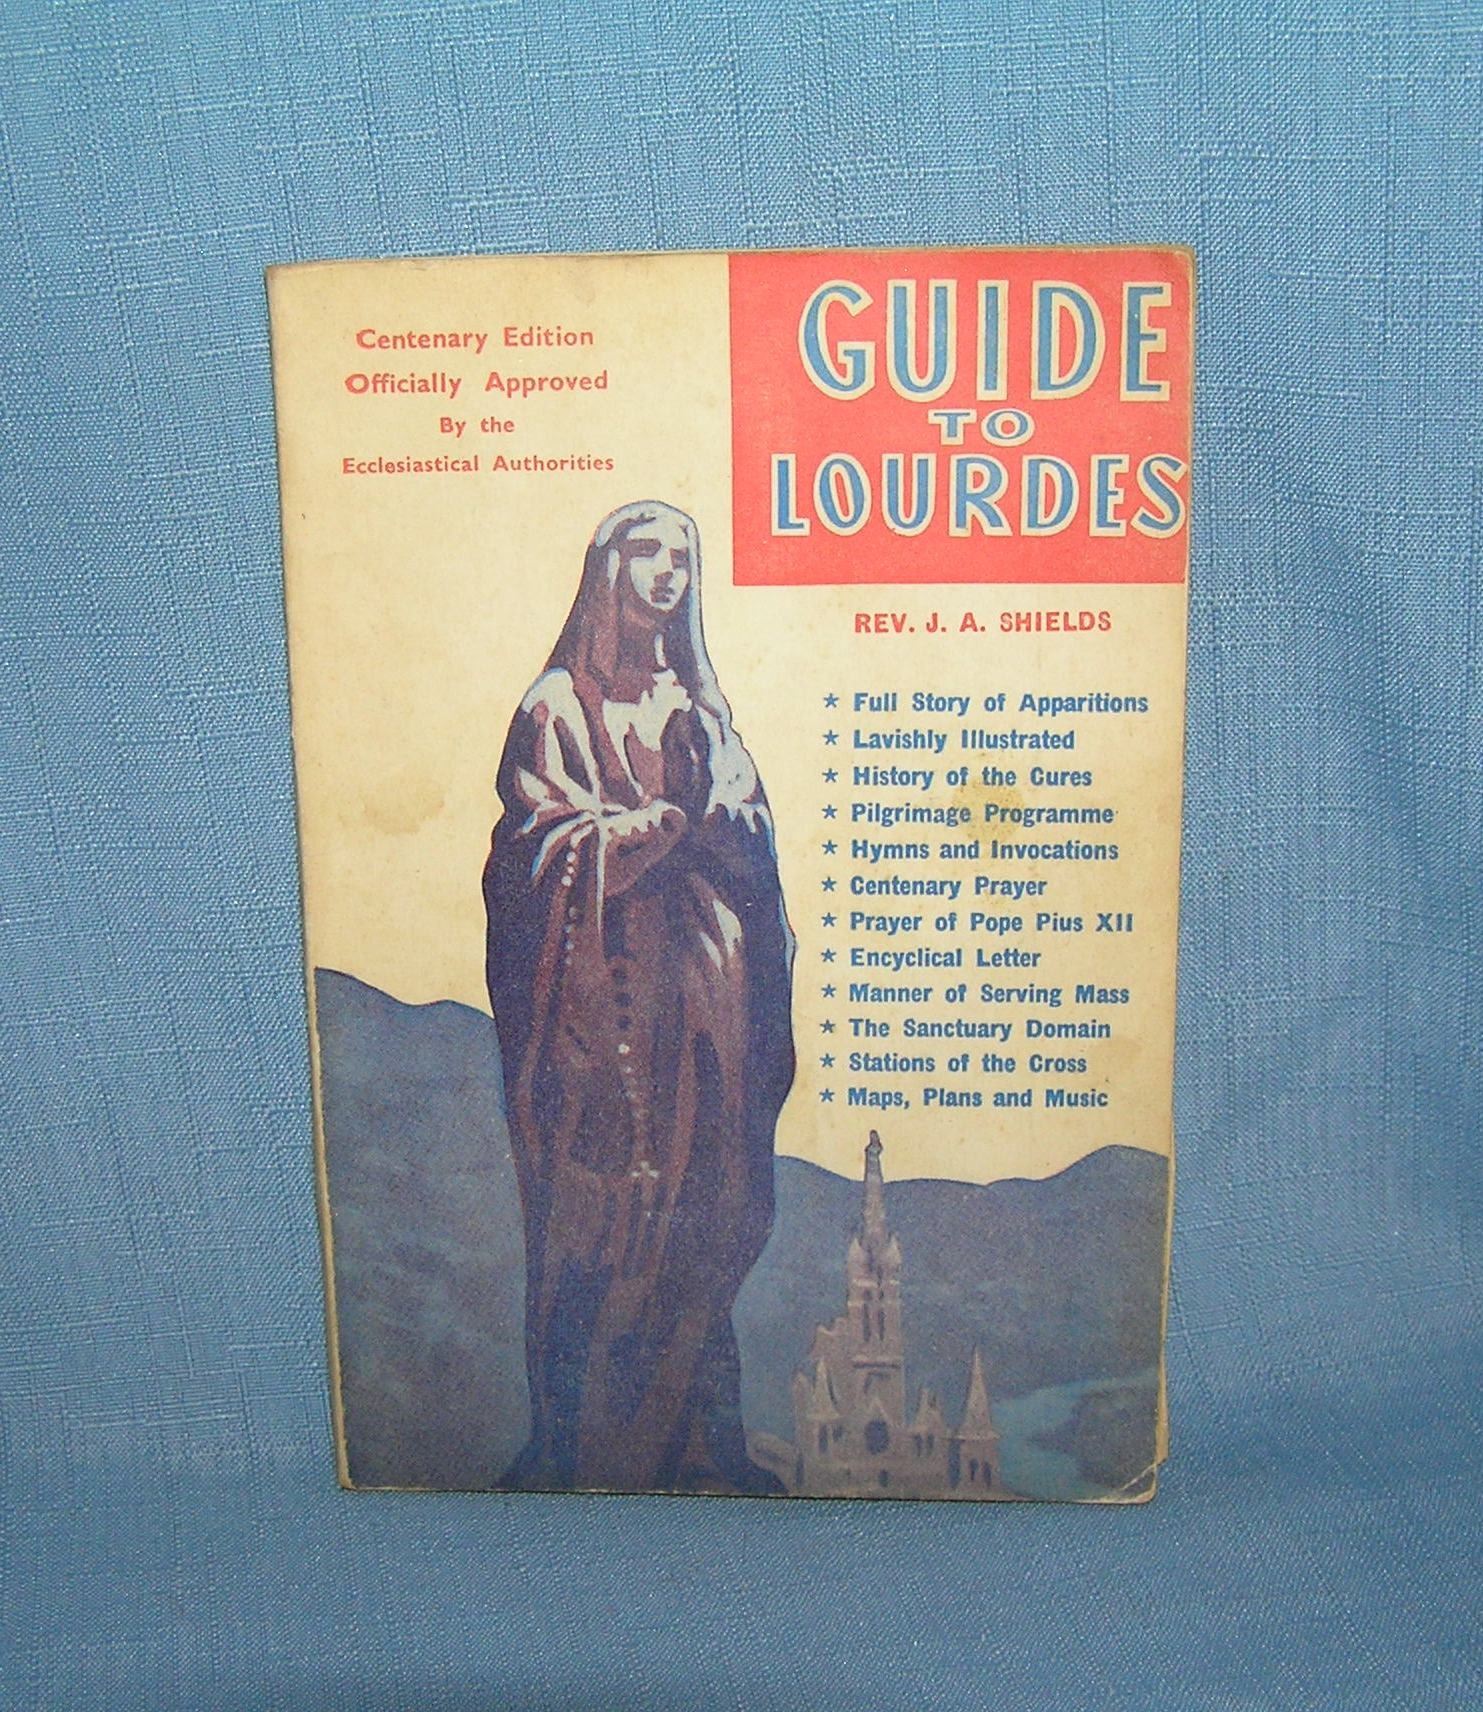 Centenary Edition
Officially Approved
By the
Ecclesiastical Authorities
GUIDE
TO
LOURDES
REV. J. A. SHIELDS
★ Full Story of Apparitions
★ Lavishly Illustrated
★ History of the Cures
★ Pilgrimage Programme
★ Hymns and Invocations
★ Centenary Prayer
★ Prayer of Pope Pius XII
★ Encyclical Letter
★ Manner of Serving Mass
★ The Sanctuary Domain
★ Stations of the Cross
★ Maps, Plans and Music